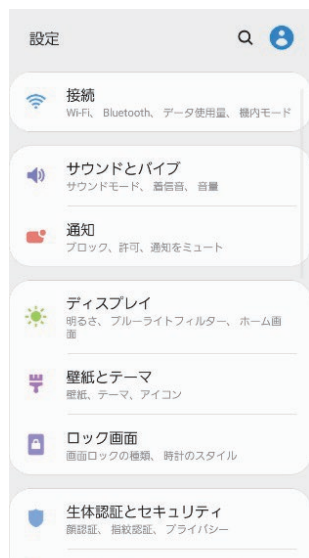 設定
接続
Wi-Fi、 Bluetooth、 データ使用量、 機内モード
サウンドとバイブ
サウンドモード、 着信音、 音量
通知
ブロック、許可、通知をミュート
ディスプレイ
明るさ、 ブルーライトフィルター、 ホーム画
面
壁紙とテーマ
壁紙、テーマ、アイコン
ロック画面
画面ロックの種類、 時計のスタイル
生体認証とセキュリティ
顔認証、 指紋認証、 プライバシー